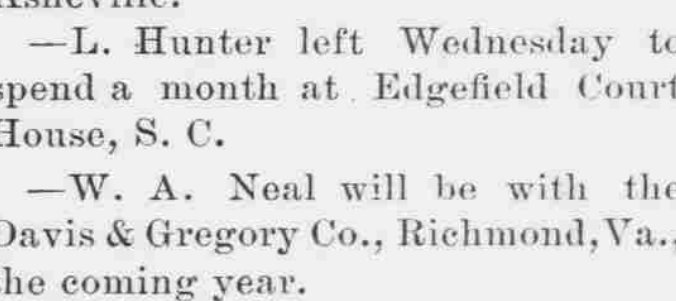 Asheville.
—L. Hunter left Wednesday to
spend a month at Edgefield Court
House, S. C.
—W. A. Neal will be with the
Davis & Gregory Co., Richmond, Va.,
the coming year.